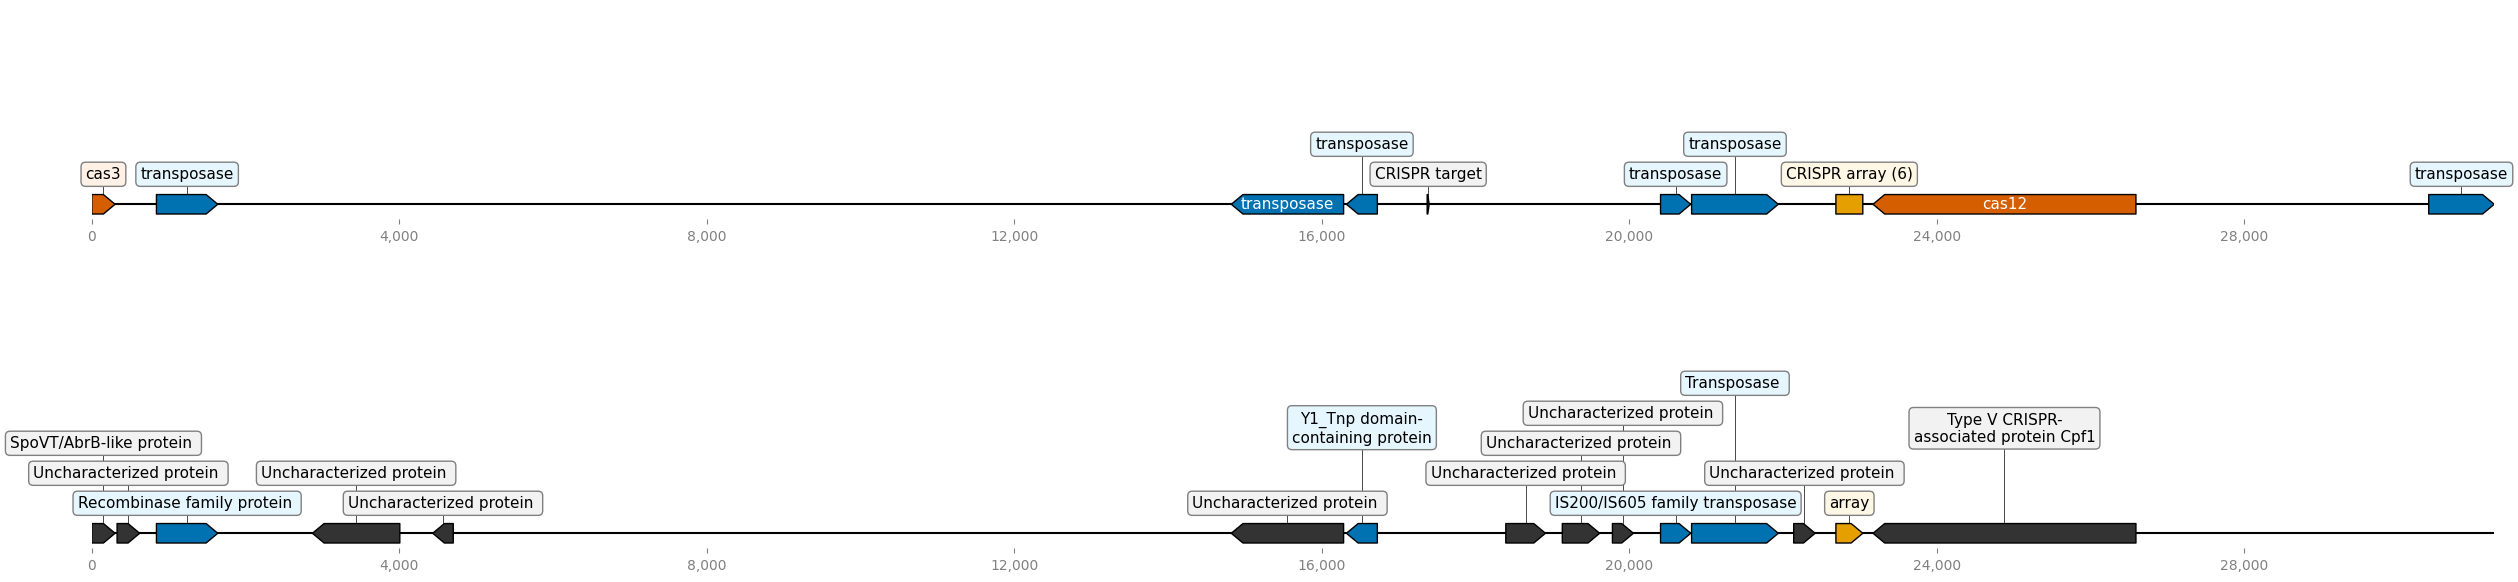 transposase
transposase
cas3
transposase
CRISPR target
transposase
CRISPR array (6)
transposase
transposase
cas12
0
4,000
8,000
12,000
16,000
20,000
24,000
28,000
Transposase
Uncharacterized protein
Y1_Tnp domain-
containing protein
Type V CRISPR-
associated protein Cpf1
SpoVT/AbrB-like protein
Uncharacterized protein
Uncharacterized protein
Uncharacterized protein
Uncharacterized protein
Uncharacterized protein
Recombinase family protein
Uncharacterized protein
Uncharacterized protein
IS200/IS605 family transposase
array
0
4,000
8,000
12,000
16,000
20,000
24,000
28,000